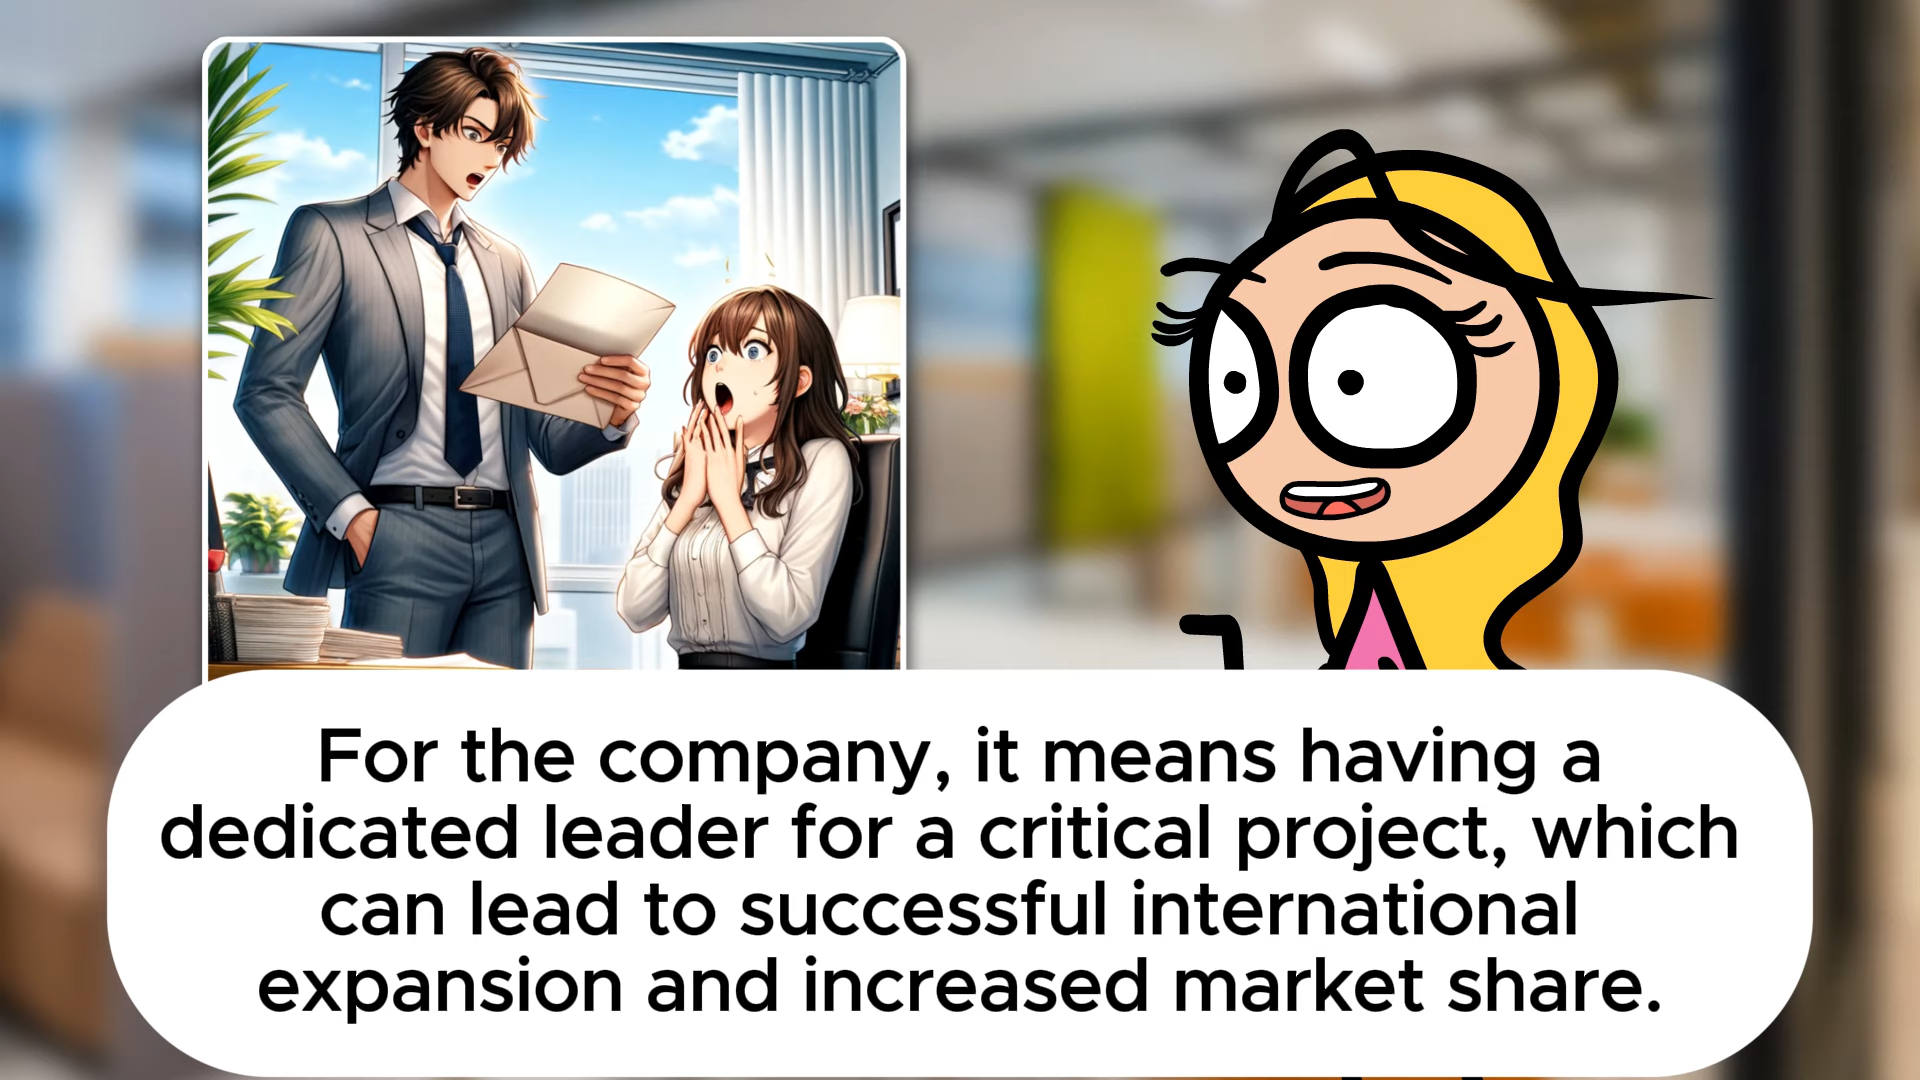 For the company, it means having a
dedicated leader for a critical project, which
can lead to successful international
expansion and increased market share.